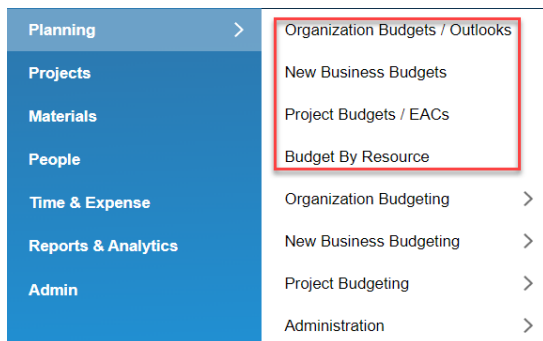 Planning
Projects
Materials
People
Time & Expense
Reports & Analytics
Admin
Organization Budgets / Outlooks
New Business Budgets
Project Budgets / EACs
Budget By Resource
Organization Budgeting
New Business Budgeting
Project Budgeting
Administration